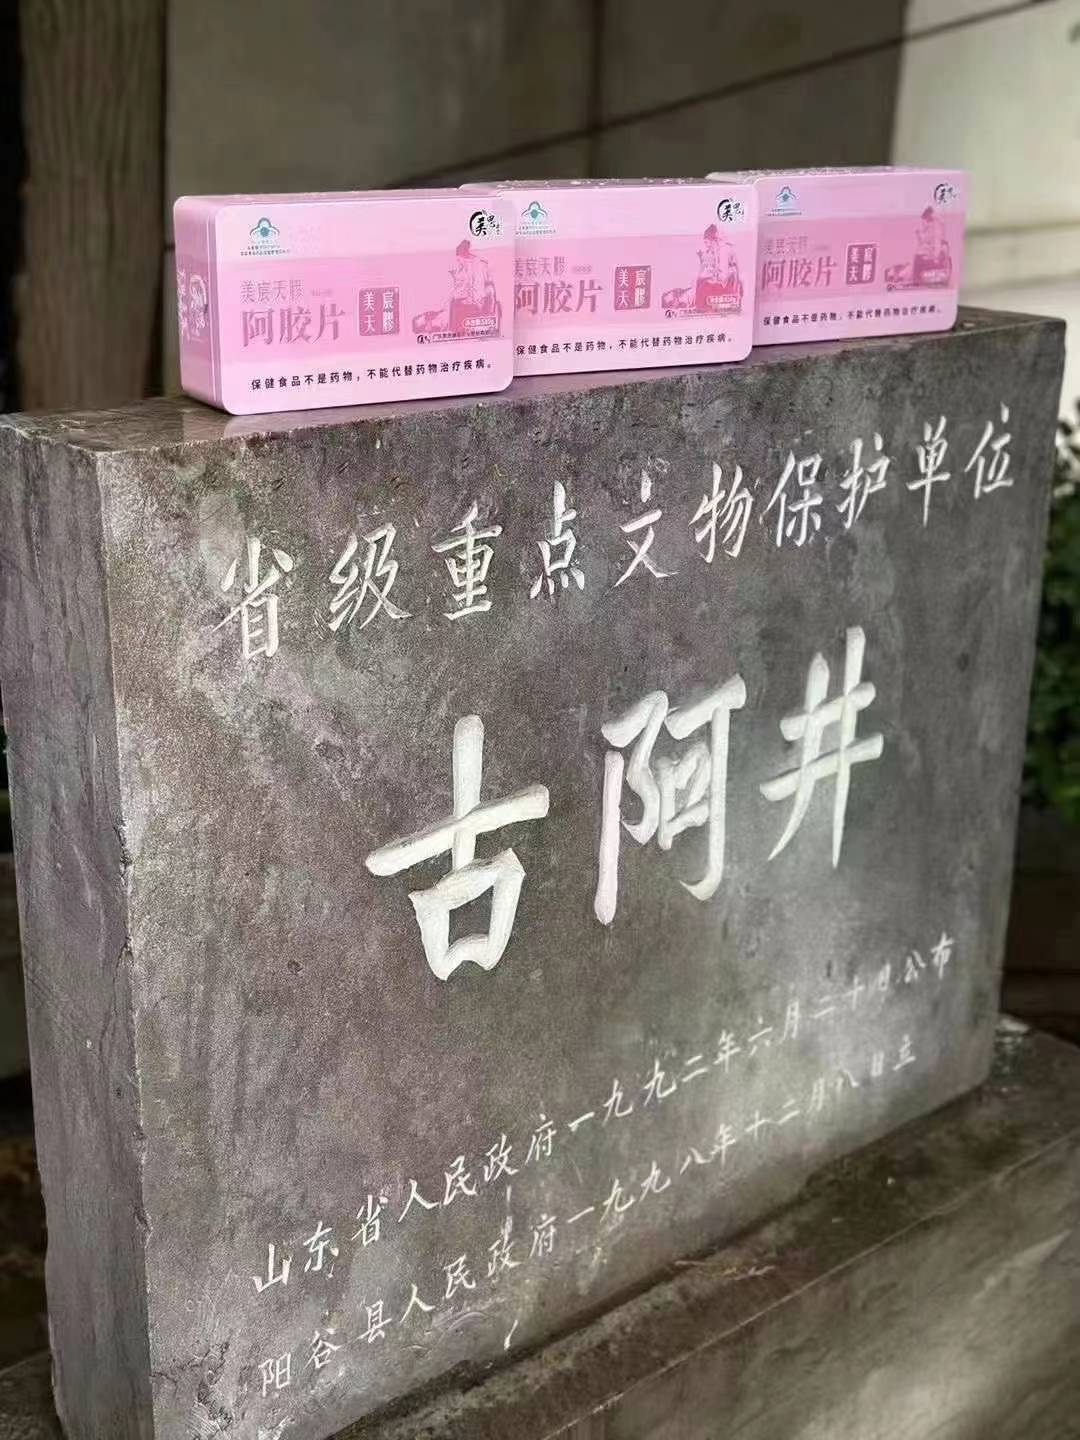 美宸天膠
阿胶片
美宸
天膠
保健食品不是药物，不能代替药物治疗疾病。
美宸天膠
阿胶片
美宸
天膠
保健食品不是药物，不能代替药物治疗疾病。
美宸天膠
阿胶片
美宸
天膠
保健食品不是药物，不能代替药物治疗疾病。
省级重点文物保护单位
古阿井
山东省人民政府一九九二年六月二十日公布
阳谷县人民政府一九九八年十二月八日立